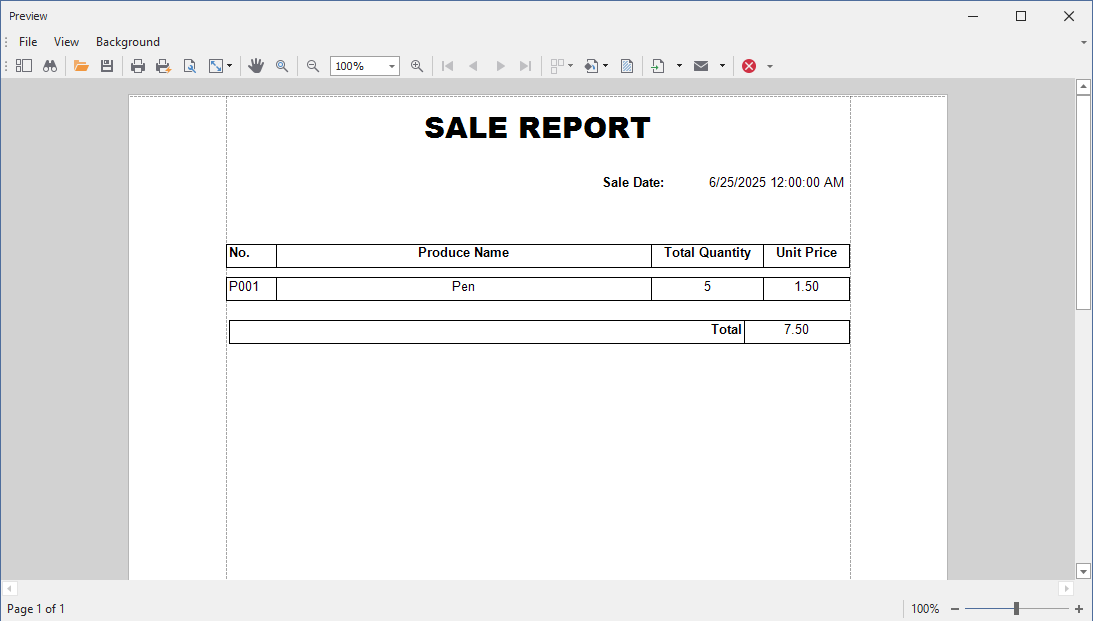 Preview
File View Background
100%
SALE REPORT
Sale Date: 6/25/2025 12:00:00 AM
No. Produce Name Total Quantity Unit Price
P001 Pen 5 1.50
Total 7.50
Page 1 of 1 100%